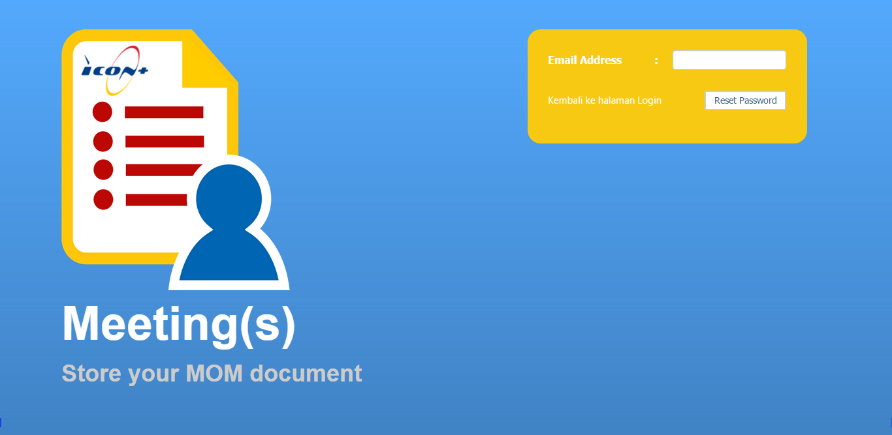 icon+
Meeting(s)
Store your MOM document
Email Address :
Kembali ke halaman Login
Reset Password